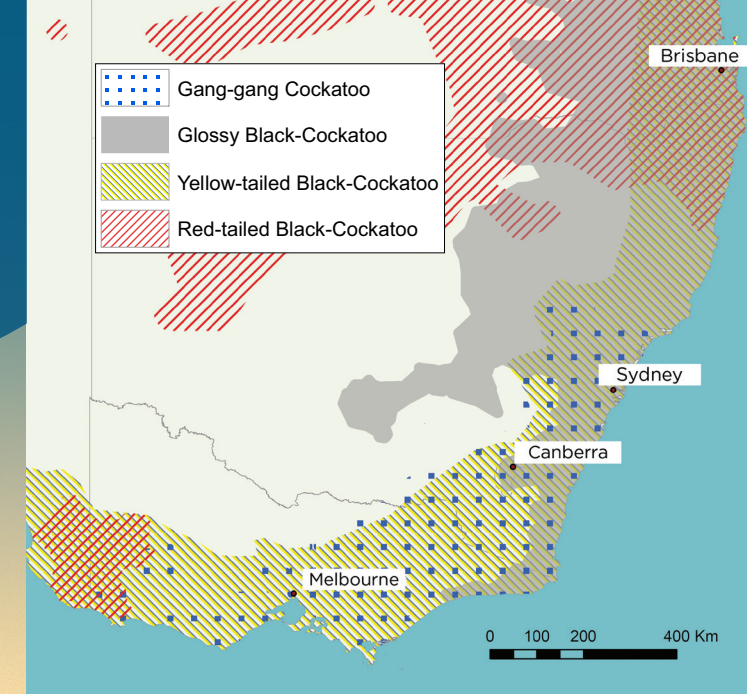 Brisbane
Gang-gang Cockatoo
Glossy Black-Cockatoo
Yellow-tailed Black-Cockatoo
Red-tailed Black-Cockatoo
Sydney
Canberra
Melbourne
0 100 200 400 Km